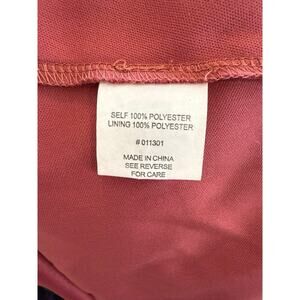 SELF 100% POLYESTER
LINING 100% POLYESTER
# 011301
MADE IN CHINA
SEE REVERSE
FOR CARE